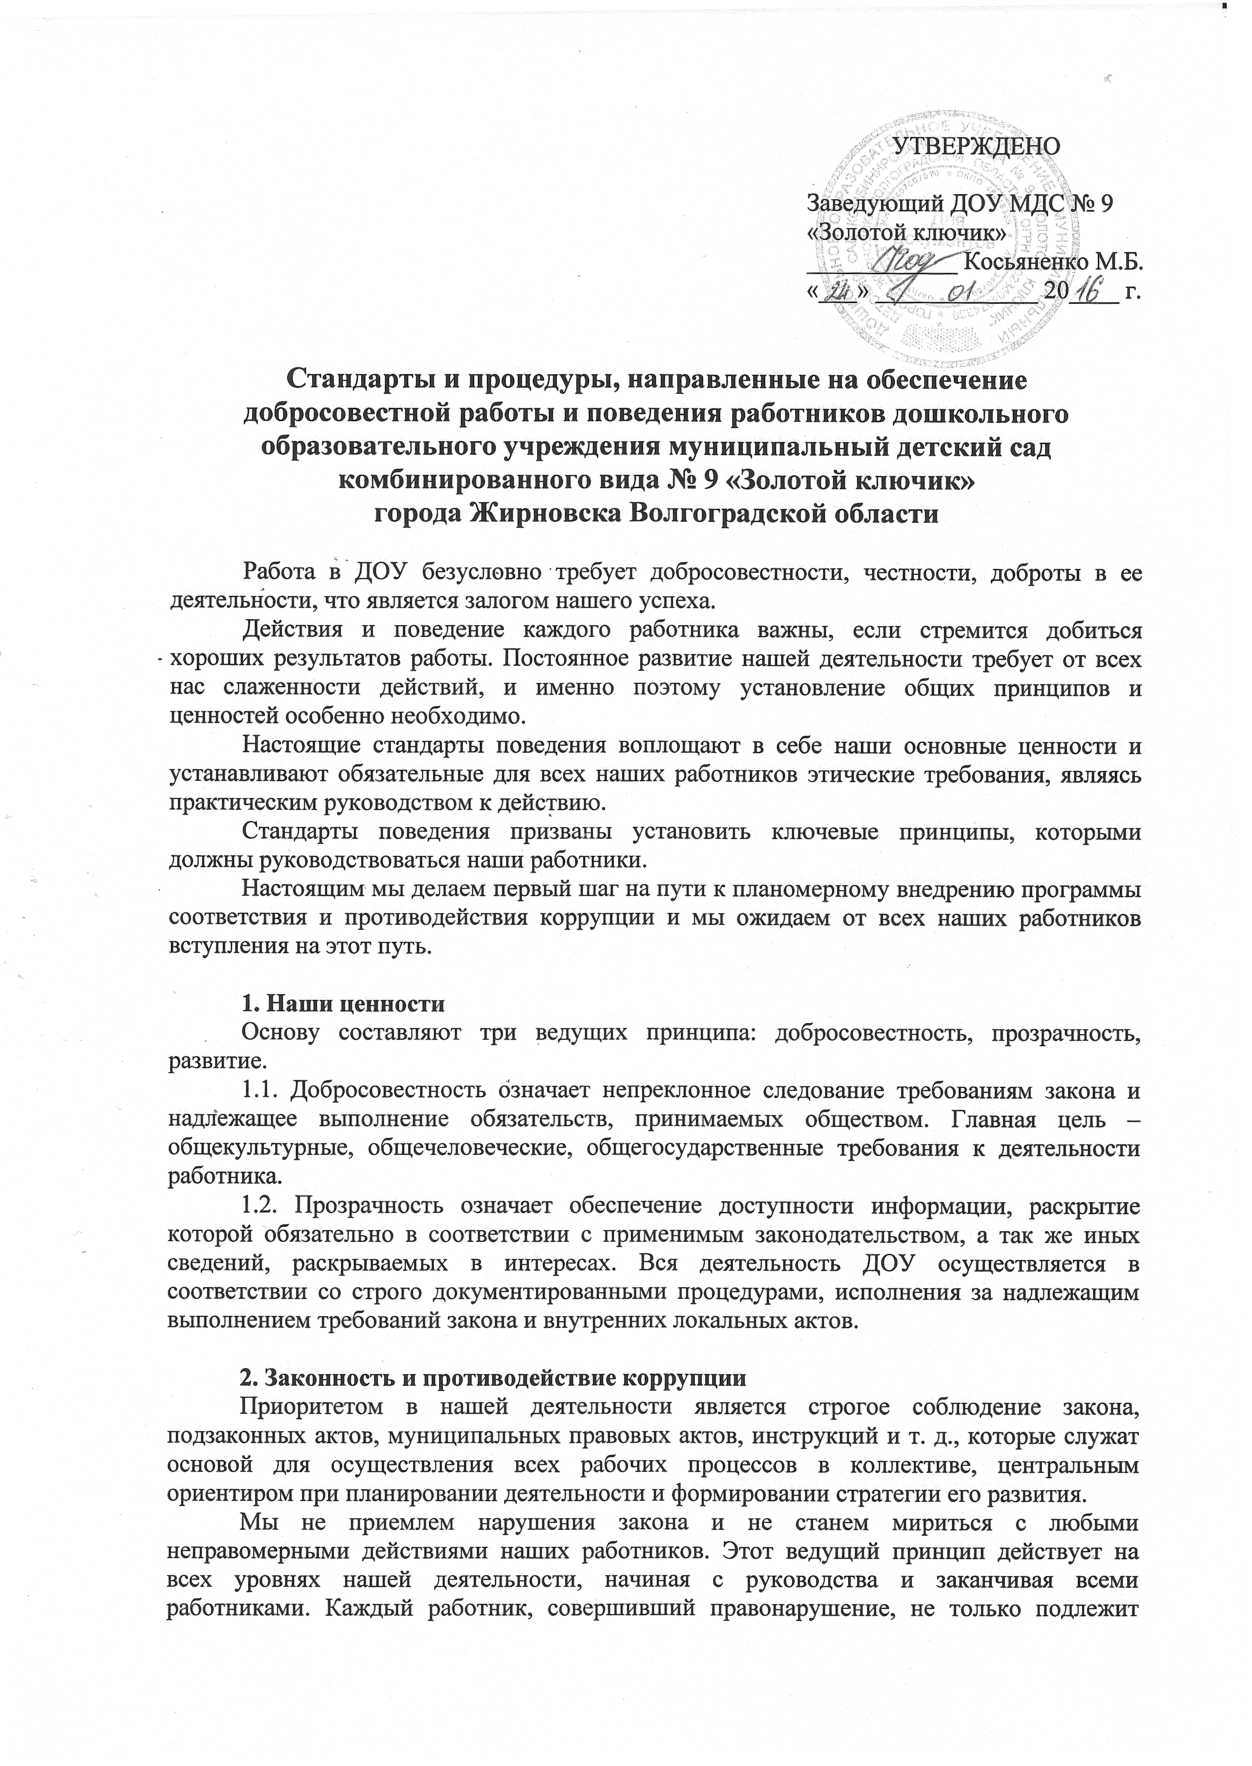 УТВЕРЖДЕНО
Заведующий ДОУ МДС № 9
«Золотой ключик»
Косьяненко М.Б.
« » 01 2016 г.
Стандарты и процедуры, направленные на обеспечение
добросовестной работы и поведения работников дошкольного
образовательного учреждения муниципальный детский сад
комбинированного вида № 9 «Золотой ключик»
города Жирновска Волгоградской области
Работа в ДОУ безусловно требует добросовестности, честности, доброты в ее
деятельности, что является залогом нашего успеха.
Действия и поведение каждого работника важны, если стремится добиться
хороших результатов работы. Постоянное развитие нашей деятельности требует от всех
нас слаженности действий, и именно поэтому установление общих принципов и
ценностей особенно необходимо.
Настоящие стандарты поведения воплощают в себе наши основные ценности и
устанавливают обязательные для всех наших работников этические требования, являясь
практическим руководством к действию.
Стандарты поведения призваны установить ключевые принципы, которыми
должны руководствоваться наши работники.
Настоящим мы делаем первый шаг на пути к планомерному внедрению программы
соответствия и противодействия коррупции и мы ожидаем от всех наших работников
вступления на этот путь.
1. Наши ценности
Основу составляют три ведущих принципа: добросовестность, прозрачность,
развитие.
1.1. Добросовестность означает непреклонное следование требованиям закона и
надлежащее выполнение обязательств, принимаемых обществом. Главная цель –
общекультурные, общечеловеческие, общегосударственные требования к деятельности
работника.
1.2. Прозрачность означает обеспечение доступности информации, раскрытие
которой обязательно в соответствии с применимым законодательством, а так же иных
сведений, раскрываемых в интересах. Вся деятельность ДОУ осуществляется в
соответствии со строго документированными процедурами, исполнения за надлежащим
выполнением требований закона и внутренних локальных актов.
2. Законность и противодействие коррупции
Приоритетом в нашей деятельности является строгое соблюдение закона,
подзаконных актов, муниципальных правовых актов, инструкций и т. д., которые служат
основой для осуществления всех рабочих процессов в коллективе, центральным
ориентиром при планировании деятельности и формировании стратегии его развития.
Мы не приемлем нарушения закона и не станем мириться с любыми
неправомерными действиями наших работников. Этот ведущий принцип действует на
всех уровнях нашей деятельности, начиная с руководства и заканчивая всеми
работниками. Каждый работник, совершивший правонарушение, не только подлежит